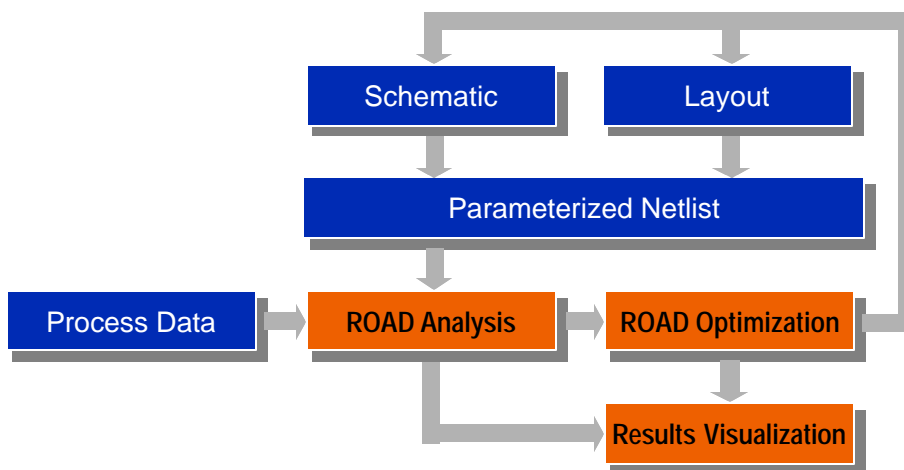 Schematic
Layout
Parameterized Netlist
Process Data
ROAD Analysis
ROAD Optimization
Results Visualization